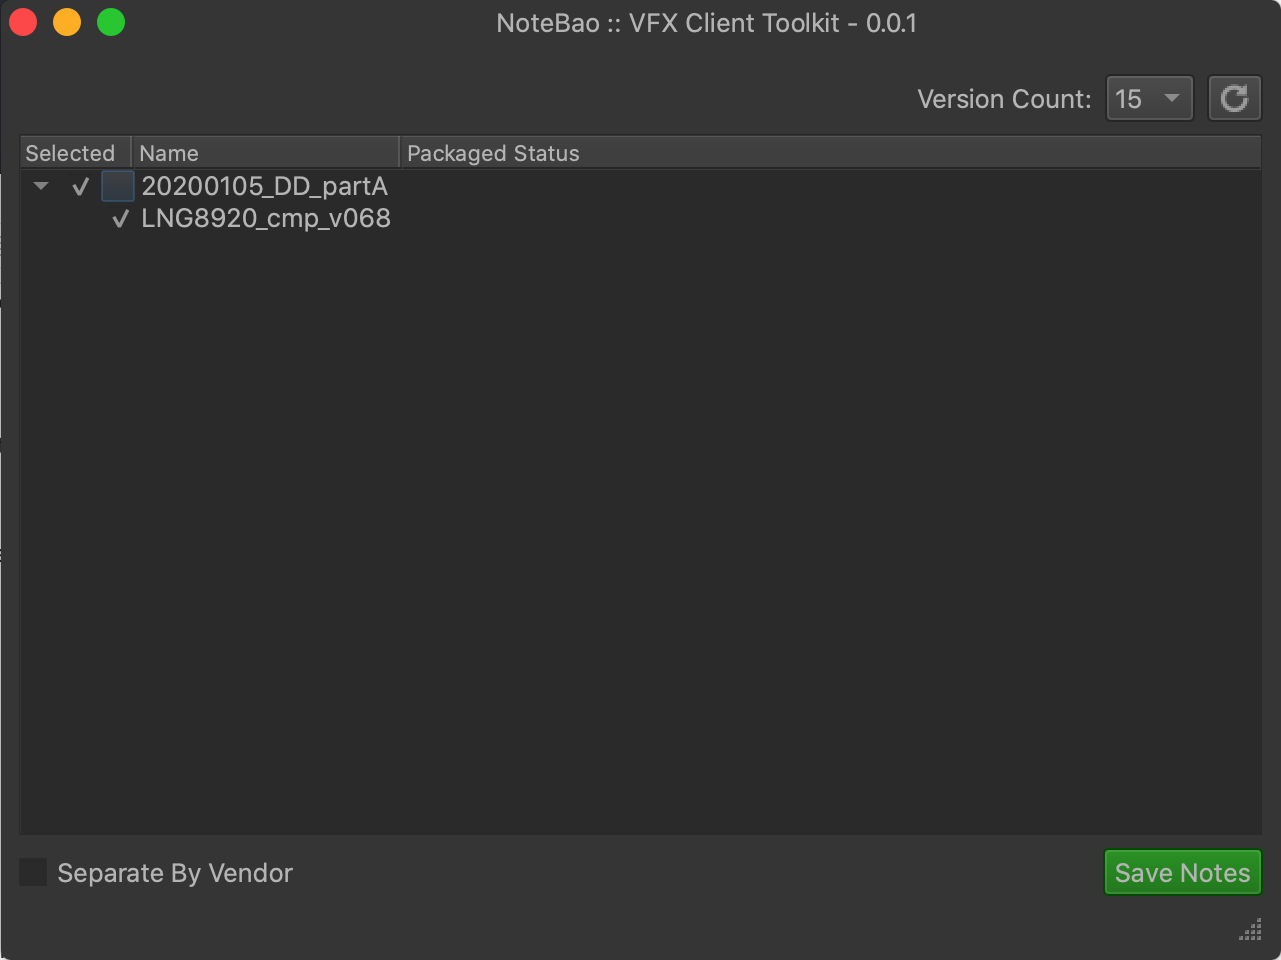 NoteBao :: VFX Client Toolkit - 0.0.1
Version Count: 15
Selected Name Packaged Status
20200105_DD_partA
LNG8920_cmp_v068
Separate By Vendor Save Notes